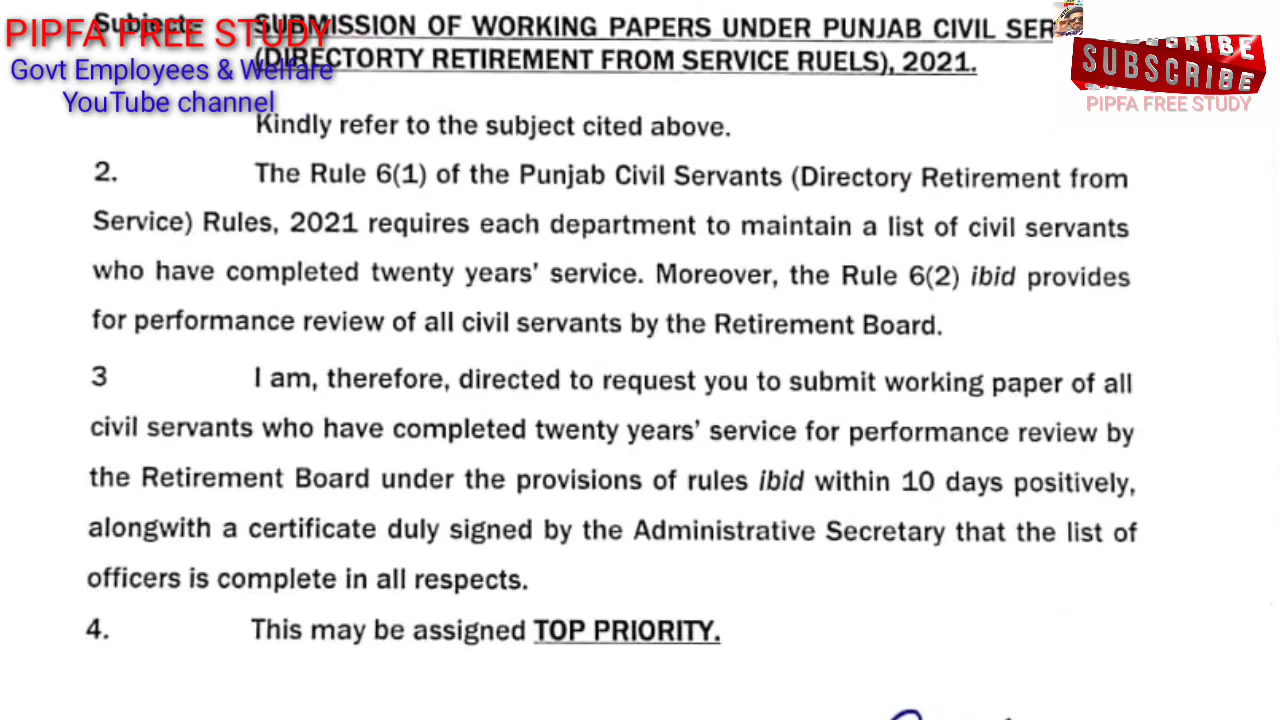 Subject:- SUBMISSION OF WORKING PAPERS UNDER PUNJAB CIVIL SER
(DIRECTORTY RETIREMENT FROM SERVICE RUELS), 2021.
PIPFA FREE STUDY
Govt Employees & Welfare
YouTube channel
SUBSCRIBE
PIPFA FREE STUDY
Kindly refer to the subject cited above.
2. The Rule 6(1) of the Punjab Civil Servants (Directory Retirement from
Service) Rules, 2021 requires each department to maintain a list of civil servants
who have completed twenty years’ service. Moreover, the Rule 6(2) ibid provides
for performance review of all civil servants by the Retirement Board.
3 I am, therefore, directed to request you to submit working paper of all
civil servants who have completed twenty years’ service for performance review by
the Retirement Board under the provisions of rules ibid within 10 days positively,
alongwith a certificate duly signed by the Administrative Secretary that the list of
officers is complete in all respects.
4. This may be assigned TOP PRIORITY.